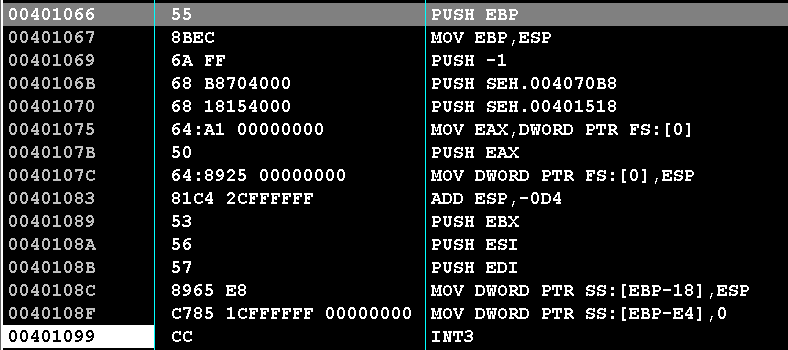 00401066 55 PUSH EBP
00401067 8BEC MOV EBP,ESP
00401069 6A FF PUSH -1
0040106B 68 B8704000 PUSH SEH.004070B8
00401070 68 18154000 PUSH SEH.00401518
00401075 64:A1 00000000 MOV EAX,DWORD PTR FS:[0]
0040107B 50 PUSH EAX
0040107C 64:8925 00000000 MOV DWORD PTR FS:[0],ESP
00401083 81C4 2CFFFFFF ADD ESP,-0D4
00401089 53 PUSH EBX
0040108A 56 PUSH ESI
0040108B 57 PUSH EDI
0040108C 8965 E8 MOV DWORD PTR SS:[EBP-18],ESP
0040108F C785 1CFFFFFF 00000000 MOV DWORD PTR SS:[EBP-E4],0
00401099 CC INT3